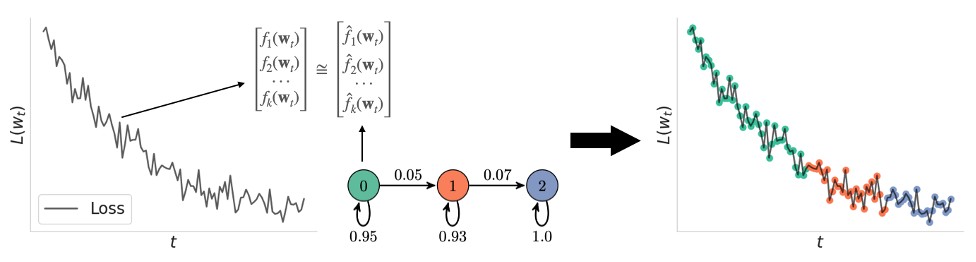 L(w_t)
Loss
t
f_1(w_t)
f_2(w_t)
...
f_k(w_t)
≅
f̂_1(w_t)
f̂_2(w_t)
...
f̂_k(w_t)
0 0.05 1 0.07 2
0.95 0.93 1.0
L(w_t)
t